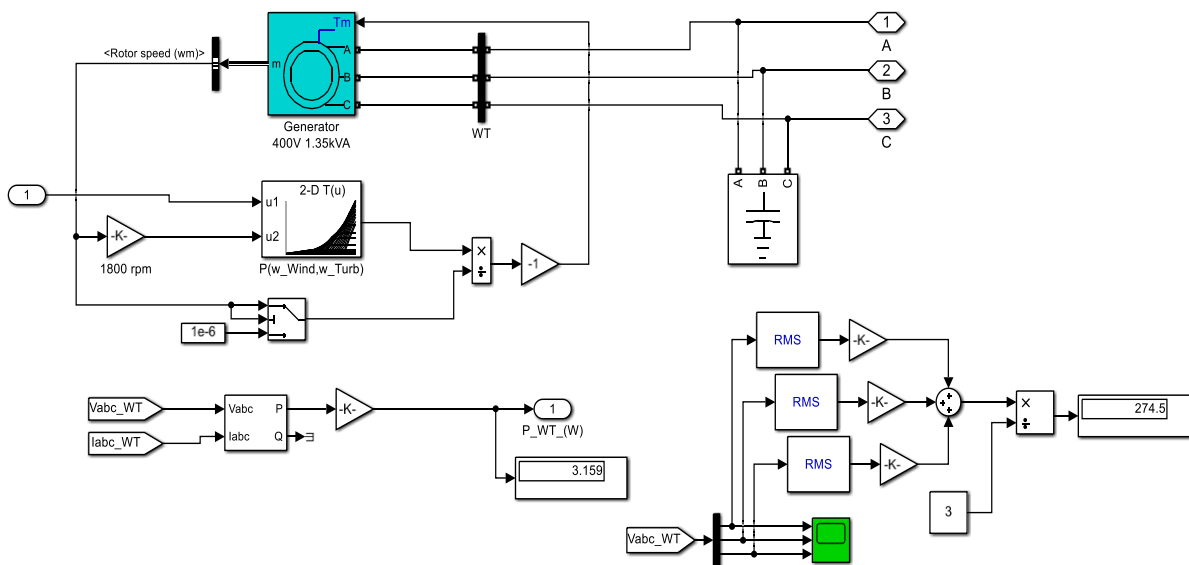 Tm
1
A
<Rotor speed (wm)>
m
A
B
C
2
B
Generator
400V 1.35kVA
WT
3
C
A
B
C
1
2-D T(u)
u1
u2
-K-
1800 rpm
P(w_Wind,w_Turb)
×
÷
-1
1e-6
RMS
-K-
Vabc_WT
Vabc
P
-K-
1
P_WT_(W)
Iabc_WT
Iabc
Q
3.159
RMS
-K-
+
+
+
×
÷
274.5
RMS
-K-
3
Vabc_WT